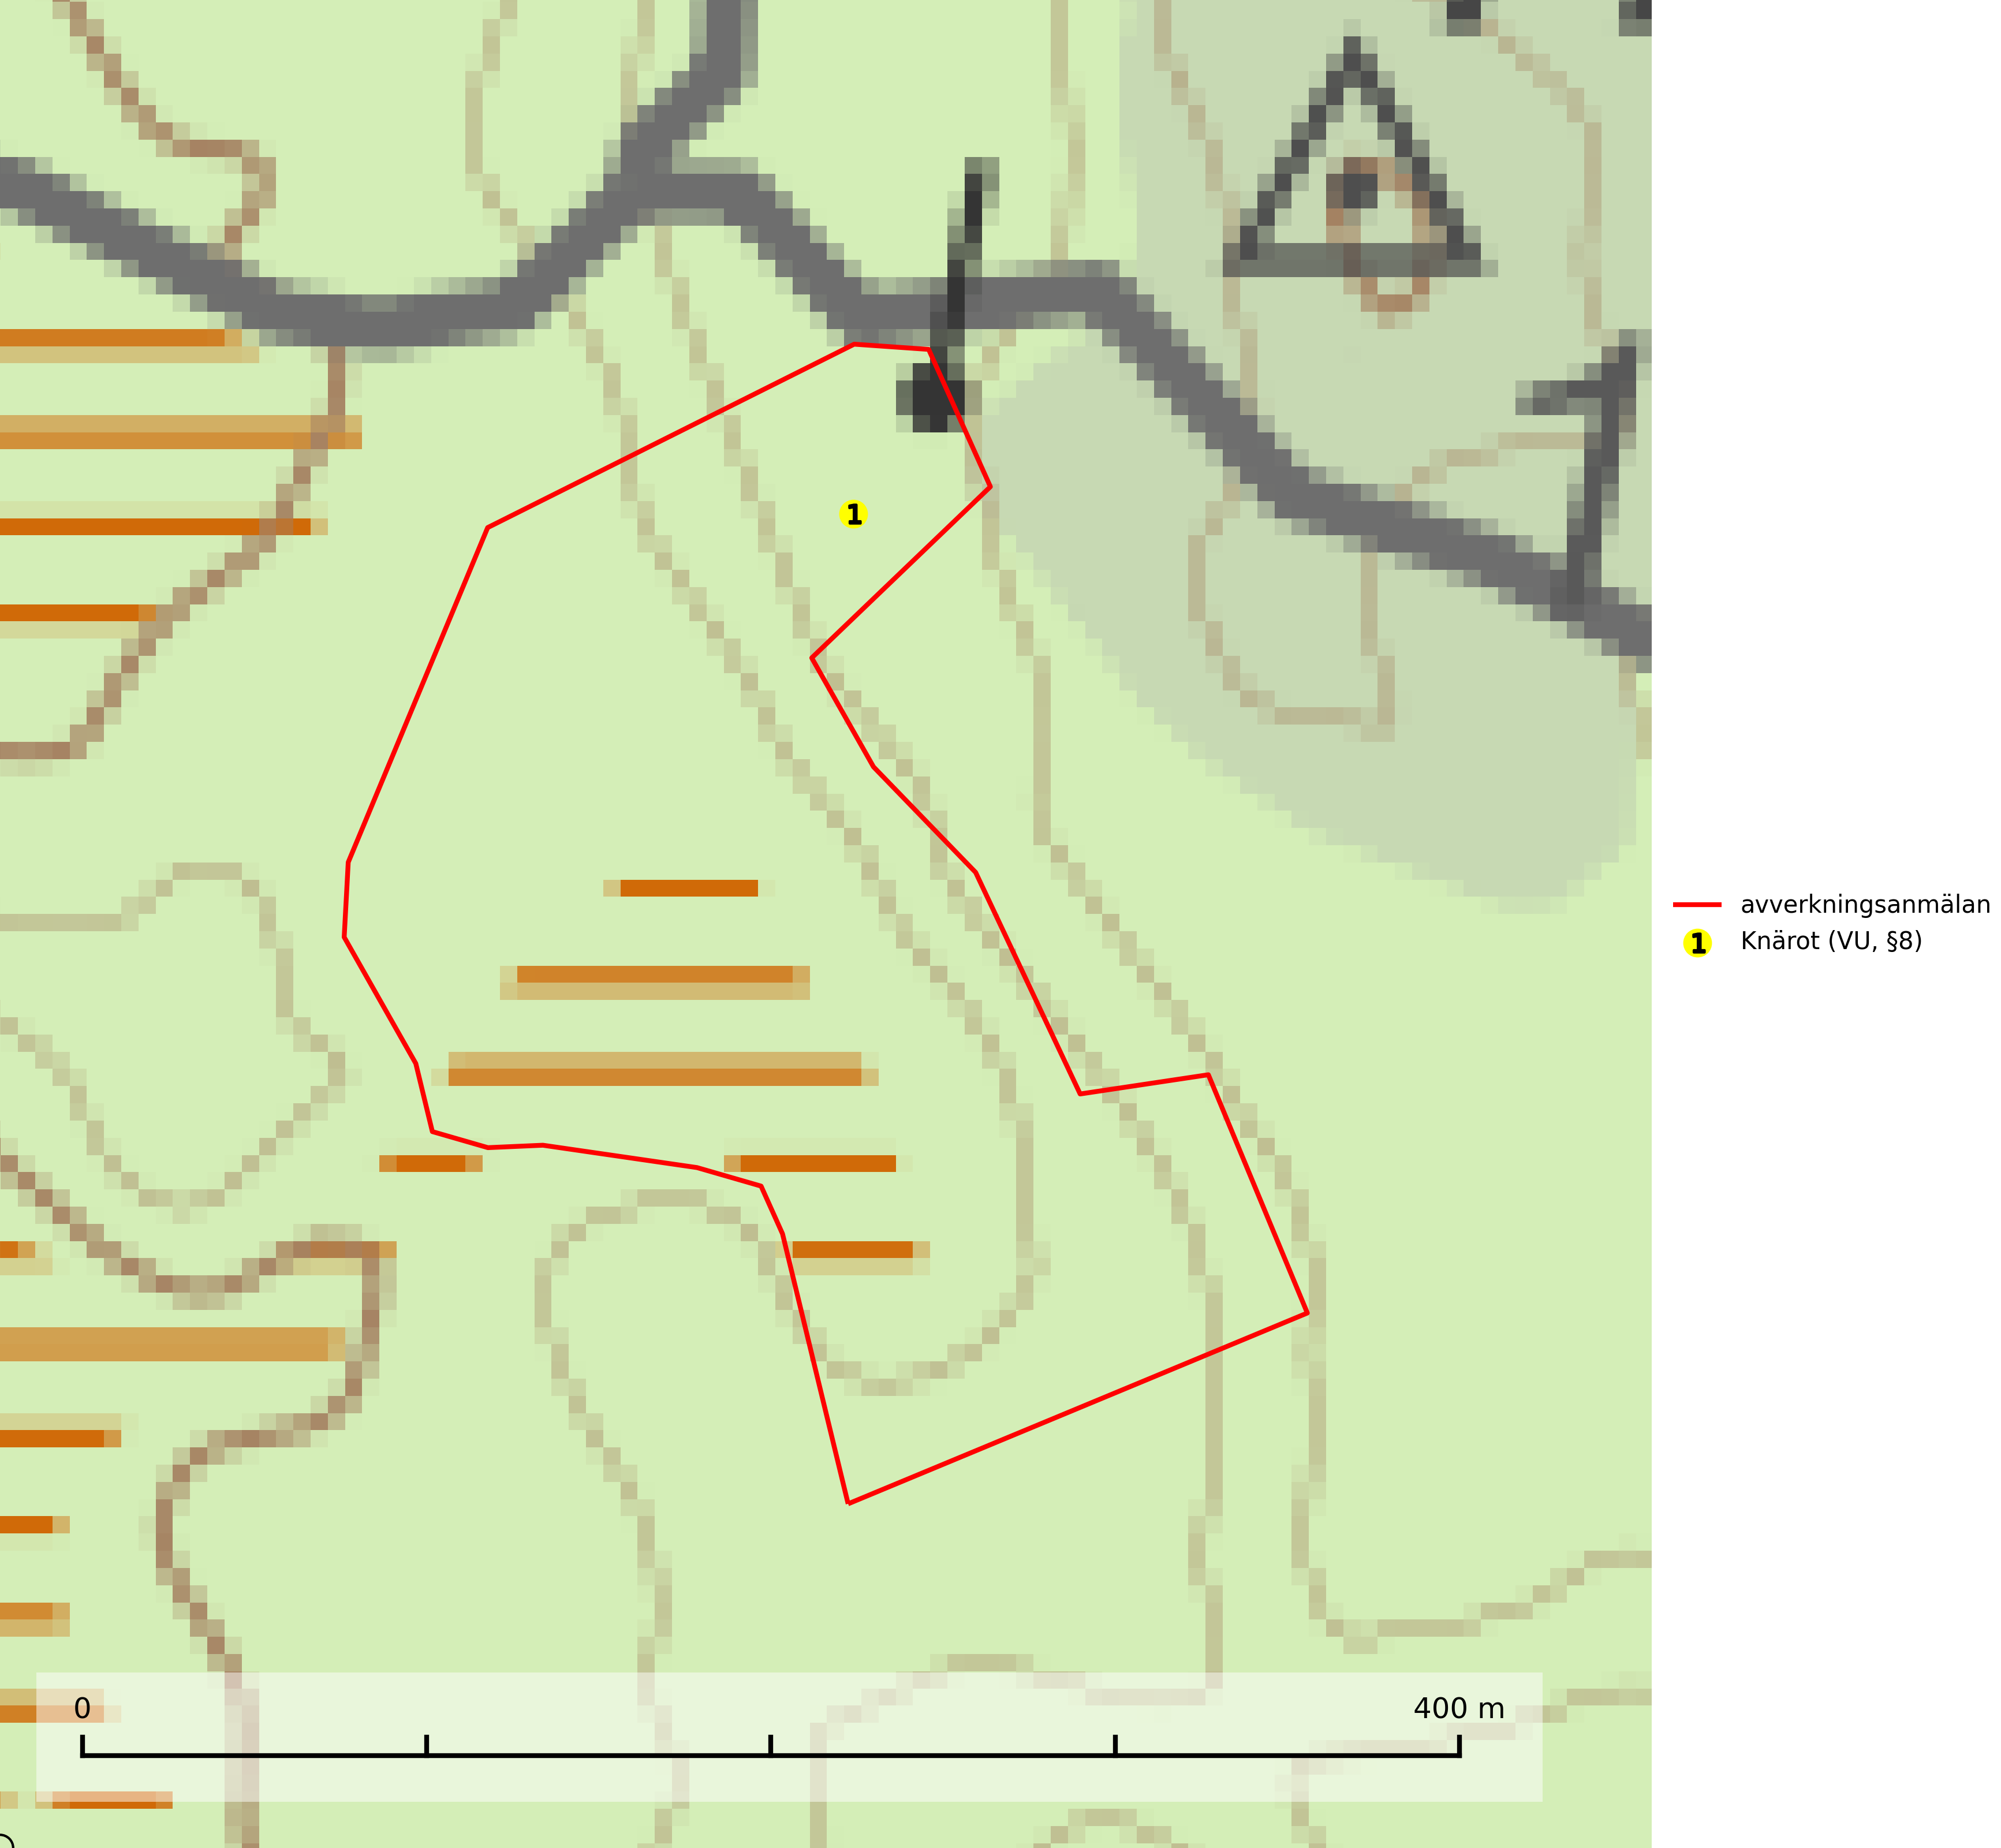 1
avverkningsanmälan
1 Knärot (VU, §8)
0 400 m